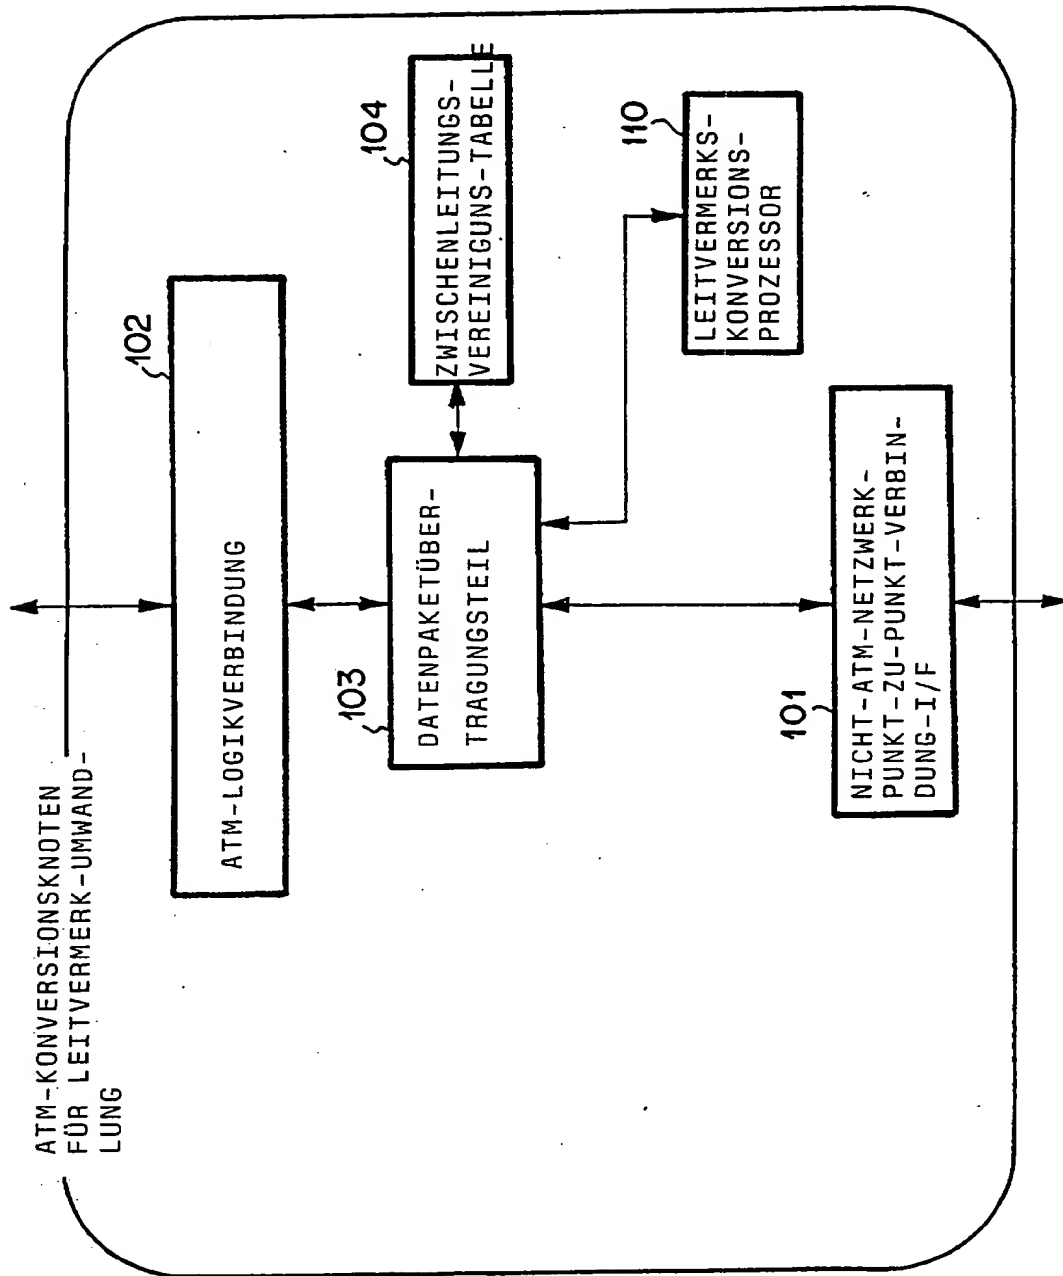 ATM-KONVERSIONSKNOTEN
FÜR LEITVERMERK-UMWAND-
LUNG
102
ATM-LOGIKVERBINDUNG
103
DATENPAKETÜBER-
TRAGUNGSTEIL
104
ZWISCHENLEITUNGS-
VEREINIGUNS-TABELLE
110
LEITVERMERKS-
KONVERSIONS-
PROZESSOR
101
NICHT-ATM-NETZWERK-
PUNKT-ZU-PUNKT-VERBIN-
DUNG-I/F